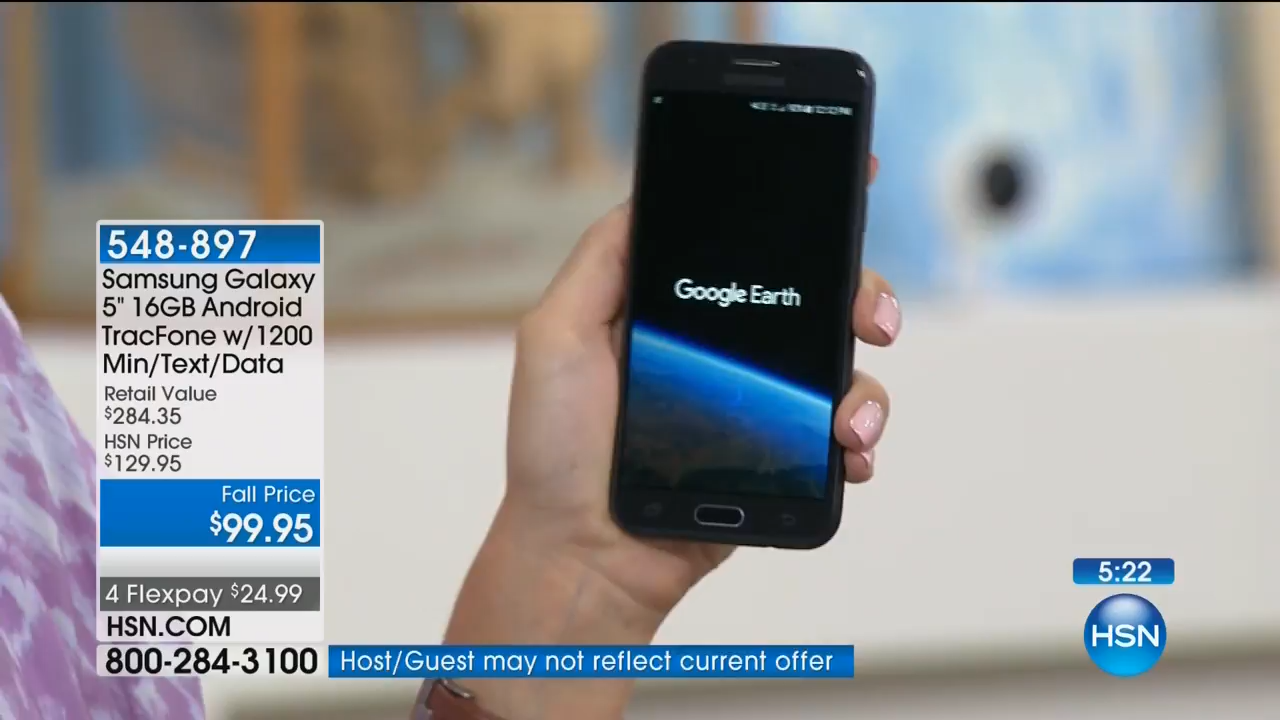 548-897
Samsung Galaxy
5" 16GB Android
TracFone w/1200
Min/Text/Data
Retail Value
$284.35
HSN Price
$129.95
Fall Price
$99.95
4 Flexpay $24.99
HSN.COM
800-284-3100
Host/Guest may not reflect current offer
Google Earth
5:22
HSN